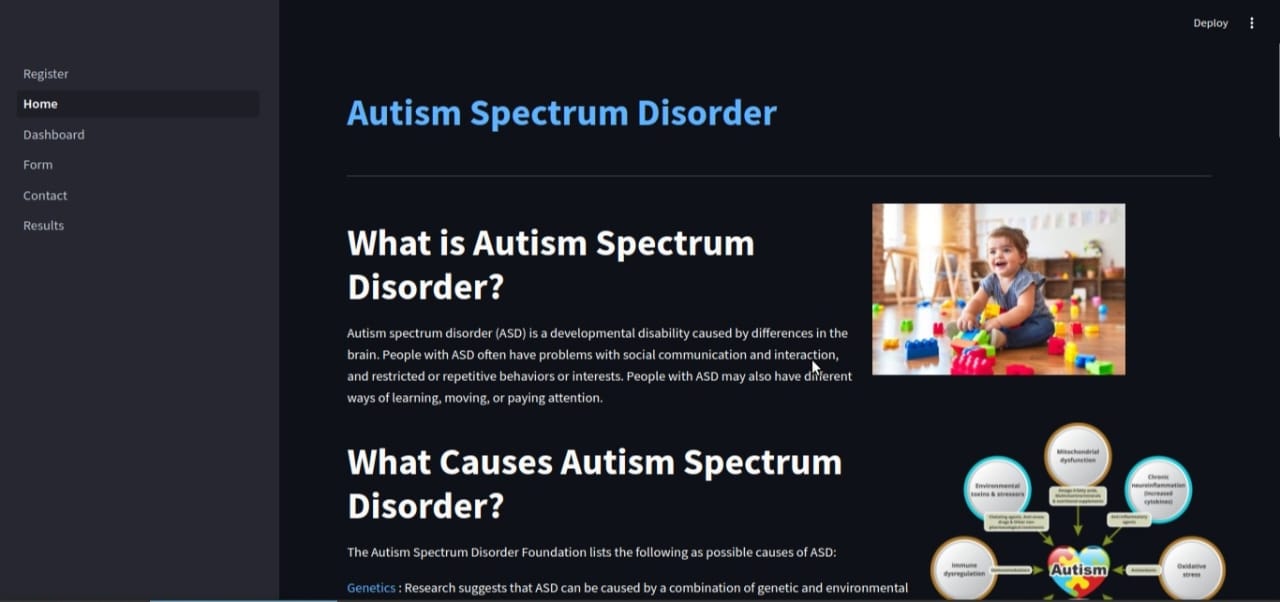 Deploy
Register
Home
Dashboard
Form
Contact
Results
Autism Spectrum Disorder
What is Autism Spectrum
Disorder?
Autism spectrum disorder (ASD) is a developmental disability caused by differences in the
brain. People with ASD often have problems with social communication and interaction,
and restricted or repetitive behaviors or interests. People with ASD may also have different
ways of learning, moving, or paying attention.
What Causes Autism Spectrum
Disorder?
The Autism Spectrum Disorder Foundation lists the following as possible causes of ASD:
Genetics : Research suggests that ASD can be caused by a combination of genetic and environmental
Mitochondrial
dysfunction
Environmental
toxins & stressors
Chronic
neuroinflammation
(increased
cytokines)
Immune
dysregulation
Autism
Oxidative
stress